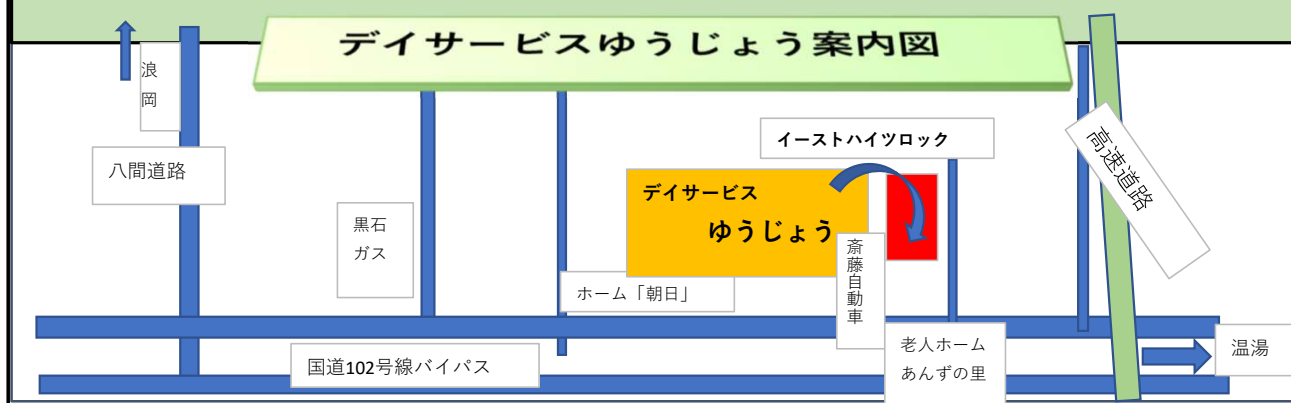 デイサービスゆうじょう案内図
浪
岡
八間道路
イーストハイツロック
高速道路
デイサービス
ゆうじょう
黒石
ガス
斎藤自動車
ホーム「朝日」
老人ホーム
あんずの里
温湯
国道102号線バイパス